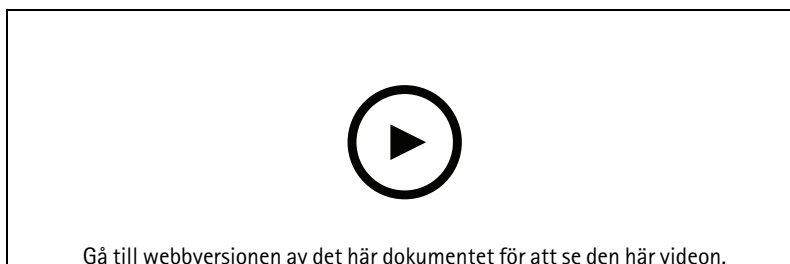 Gå till webbversionen av det här dokumentet för att se den här videon.